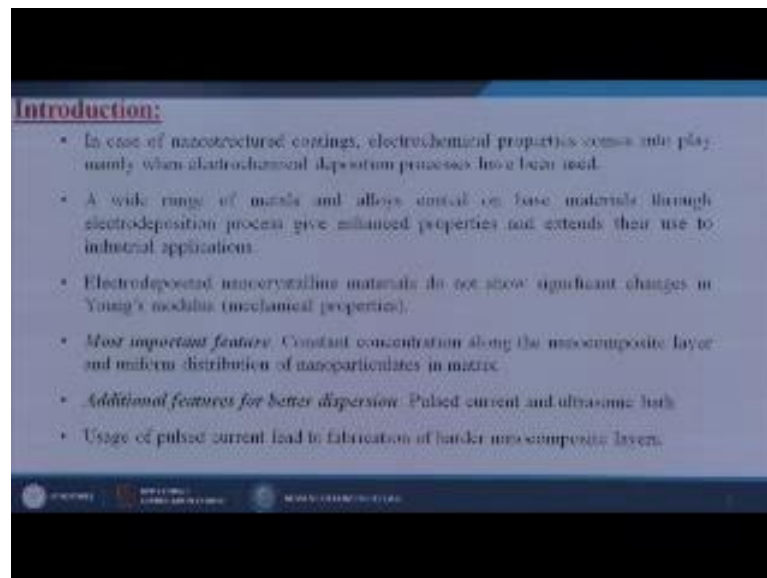 Introduction:
• In case of nanostructured coatings, electrochemical properties comes into play
mainly when electrochemical deposition processes have been used.
• A wide range of metals and alloys coated on base materials through
electrodeposition process give enhanced properties and extends their use to
industrial applications.
• Electrodeposited nanocrystalline materials do not show significant changes in
Young's modulus (mechanical properties).
• Most important feature: Constant concentration along the nanocomposite layer
and uniform distribution of nanoparticulates in matrix.
• Additional features for better dispersion: Pulsed current and ultrasonic bath.
• Usage of pulsed current lead to fabrication of harder nanocomposite layers.